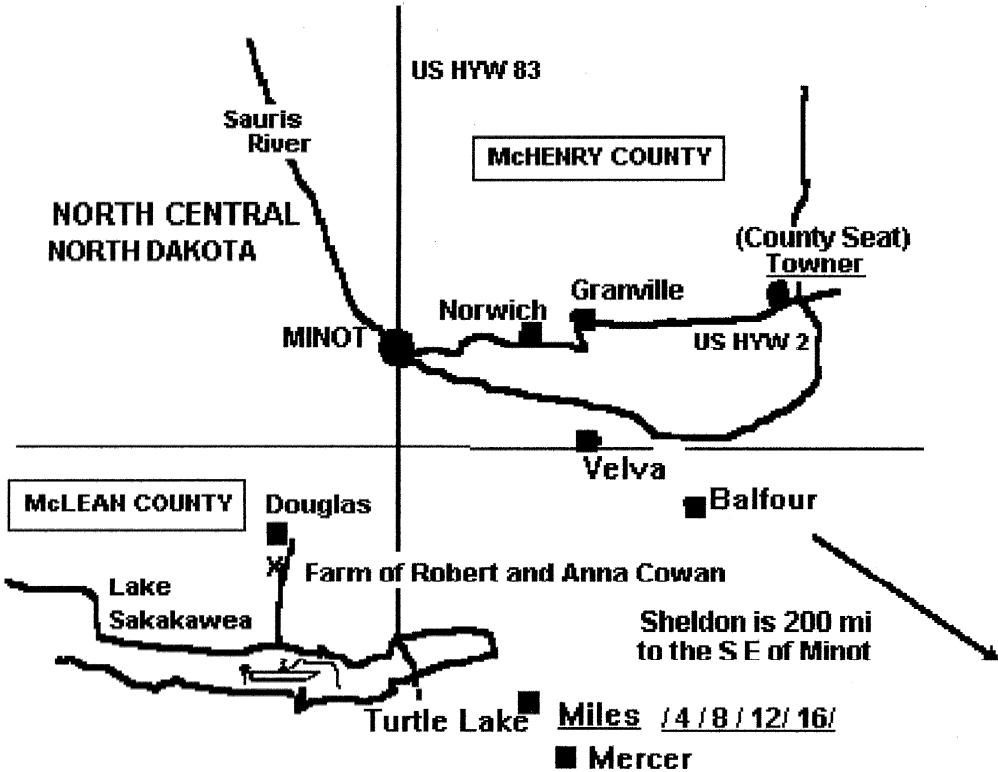 US HYW 83
Sauris
River
McHENRY COUNTY
NORTH CENTRAL
NORTH DAKOTA
(County Seat)
Towner
Granville
Norwich
MINOT
US HYW 2
Velva
McLEAN COUNTY
Douglas
Balfour
X
Farm of Robert and Anna Cowan
Lake
Sakakawea
Sheldon is 200 mi
to the S E of Minot
Turtle Lake
Miles / 4 / 8 / 12/ 16/
Mercer